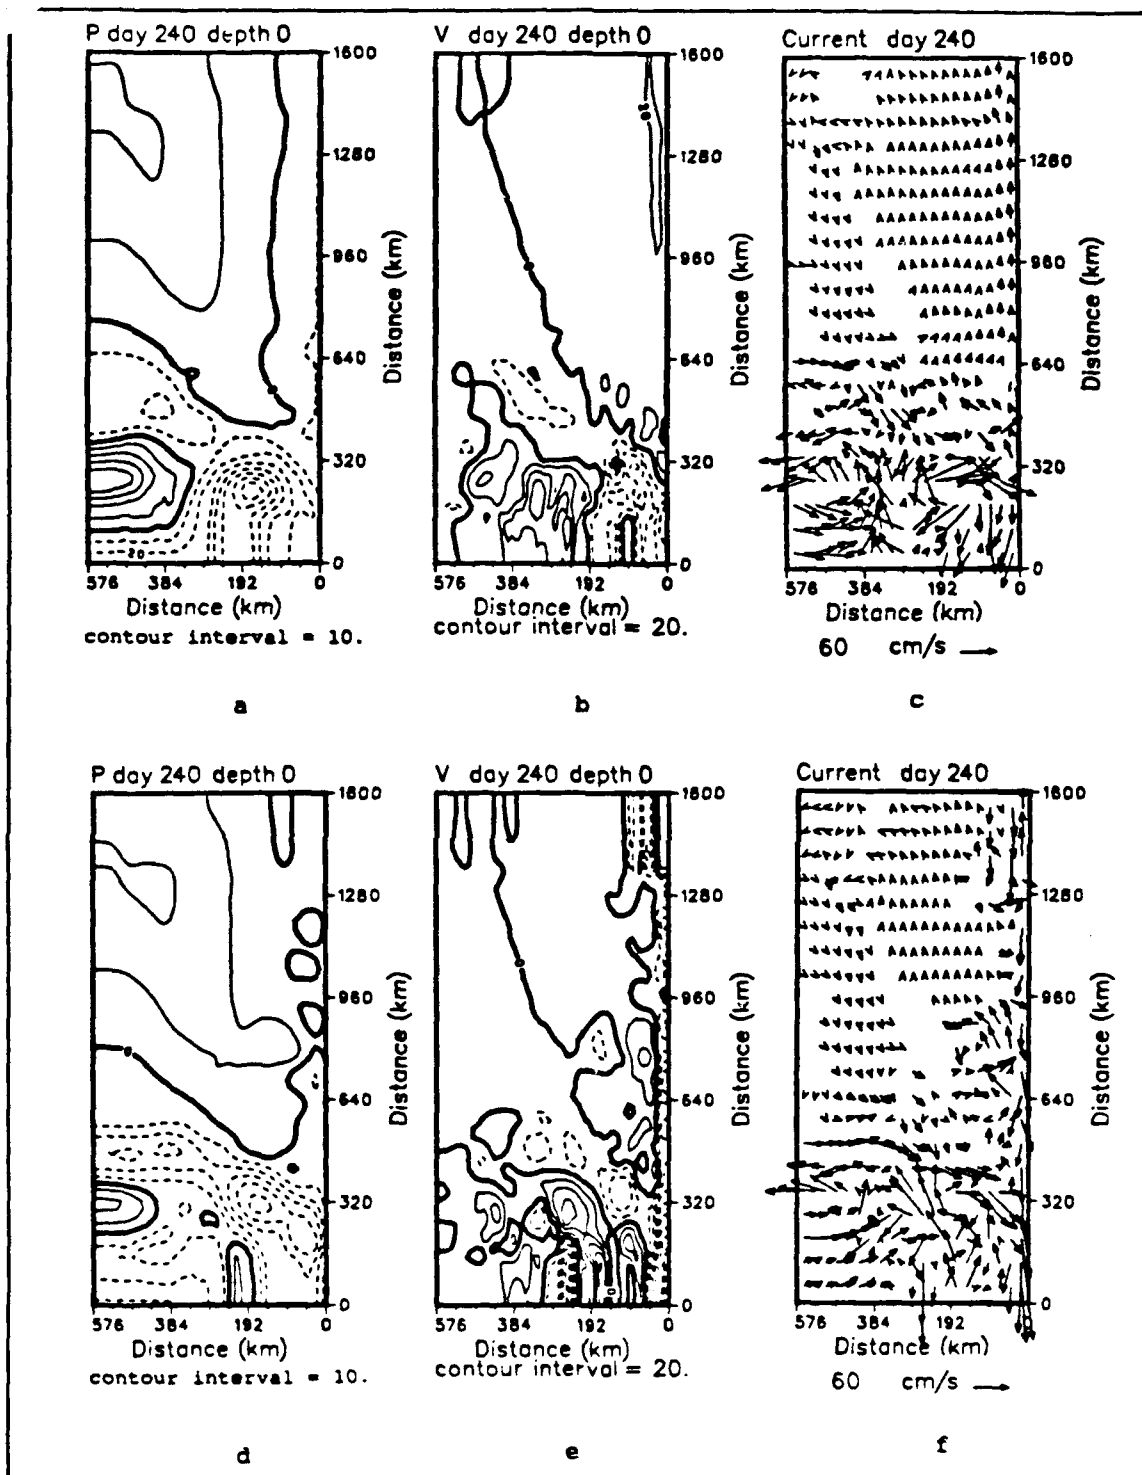 P day 240 depth 0
V day 240 depth 0
Current day 240
1600
1280
960
640
320
0
Distance (km)
20
576 384 192 0
Distance (km)
contour interval = 10.
a
1600
1280
960
640
320
0
Distance (km)
576 384 192 0
Distance (km)
contour interval = 20.
b
1600
1280
960
640
320
0
Distance (km)
576 384 192 0
Distance (km)
60 cm/s
c
P day 240 depth 0
V day 240 depth 0
Current day 240
1600
1280
960
640
320
0
Distance (km)
576 384 192 0
Distance (km)
contour interval = 10.
d
1600
1280
960
640
320
0
Distance (km)
576 384 192 0
Distance (km)
contour interval = 20.
e
1600
1280
960
640
320
0
Distance (km)
576 384 192 0
Distance (km)
60 cm/s
f